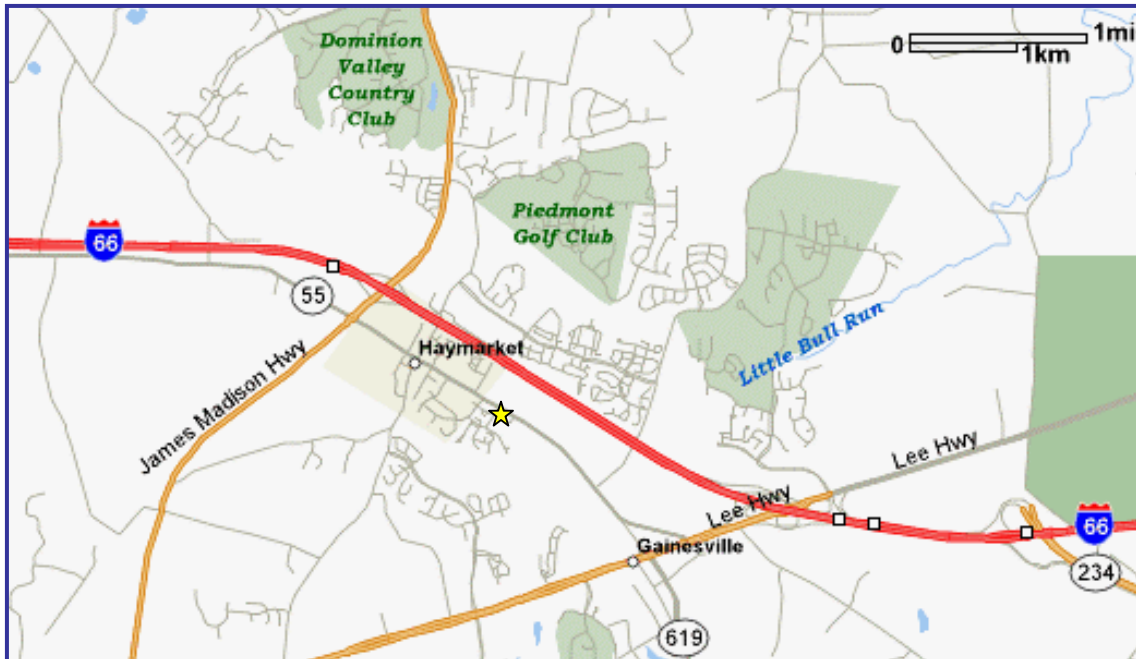 Dominion
Valley
Country
Club
0
1mi
1km
Piedmont
Golf Club
66
55
Haymarket
Little Bull Run
James Madison Hwy
Lee Hwy
Lee Hwy
66
Gainesville
234
619